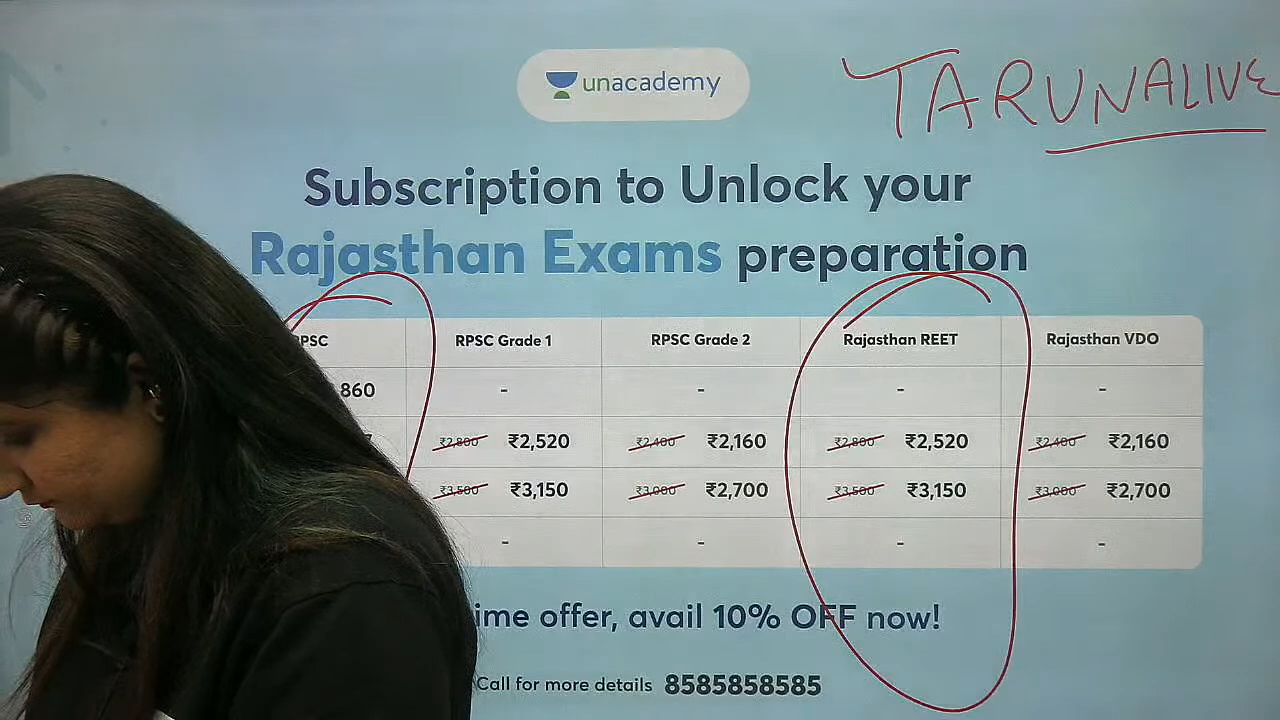 unacademy
TARUNALIVE
Subscription to Unlock your
Rajasthan Exams preparation
RPSC Grade 1 RPSC Grade 2 Rajasthan REET Rajasthan VDO
860 - - - -
₹2,800 ₹2,520 ₹2,400 ₹2,160 ₹2,800 ₹2,520 ₹2,400 ₹2,160
₹3,500 ₹3,150 ₹3,000 ₹2,700 ₹3,500 ₹3,150 ₹3,000 ₹2,700
- - - -
offer, avail 10% OFF now!
Call for more details 8585858585